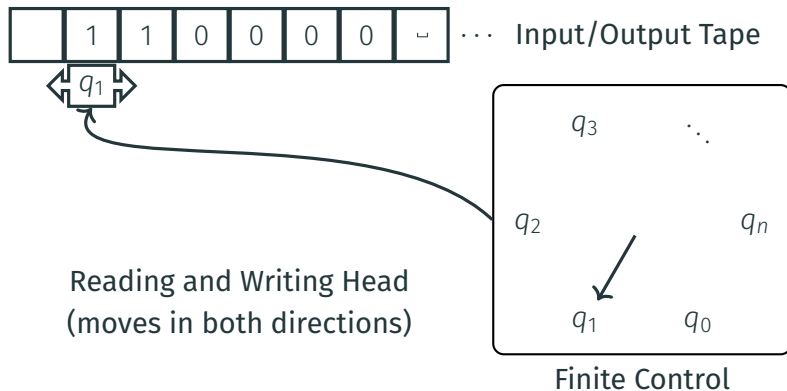 1 1 0 0 0 0 ␣ ··· Input/Output Tape
q₁
q₃ ⋱
q₂ qₙ
Reading and Writing Head
(moves in both directions)
q₁ q₀
Finite Control